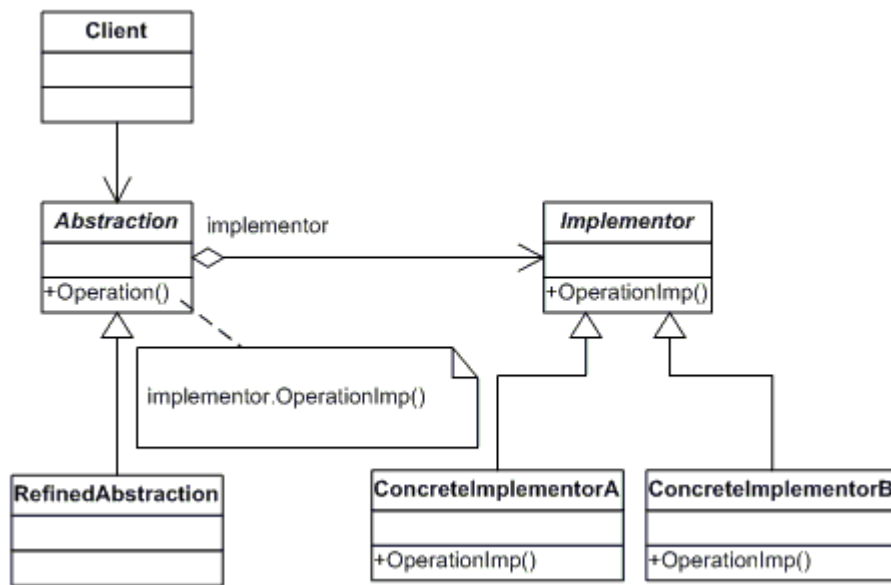 Client
Abstraction
implementor
Implementor
+Operation()
+OperationImp()
implementor.OperationImp()
RefinedAbstraction
ConcreteImplementorA
ConcreteImplementorB
+OperationImp()
+OperationImp()